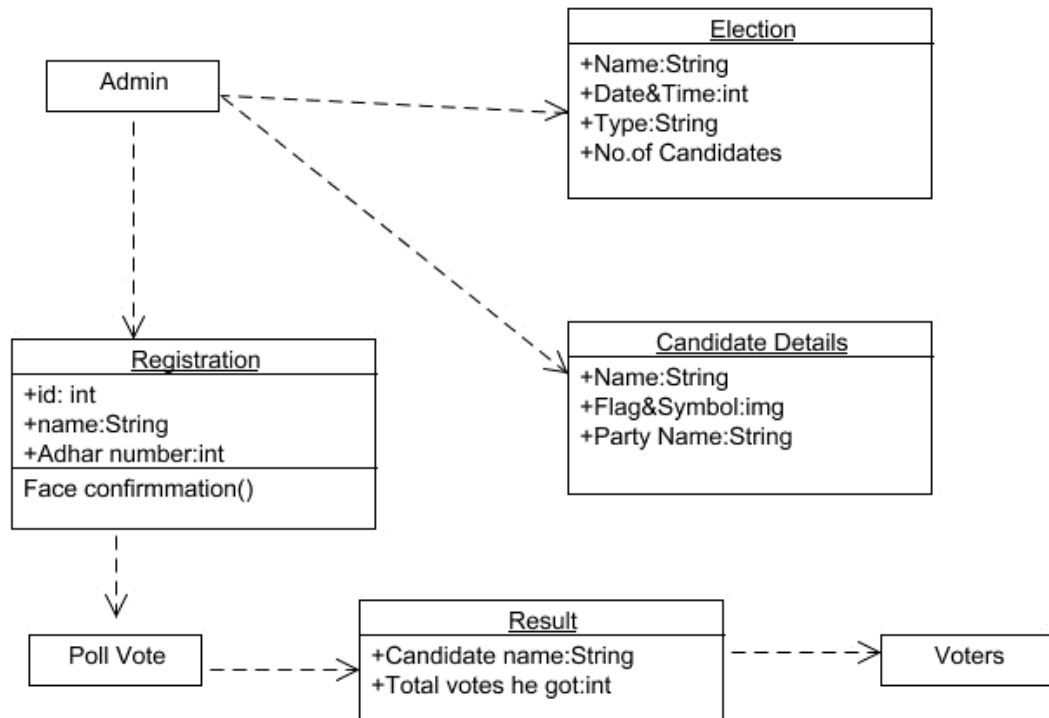 Election
+Name:String
+Date&Time:int
+Type:String
+No.of Candidates
Admin
Registration
+id: int
+name:String
+Adhar number:int
Face confirmmation()
Candidate Details
+Name:String
+Flag&Symbol:img
+Party Name:String
Poll Vote
Result
+Candidate name:String
+Total votes he got:int
Voters